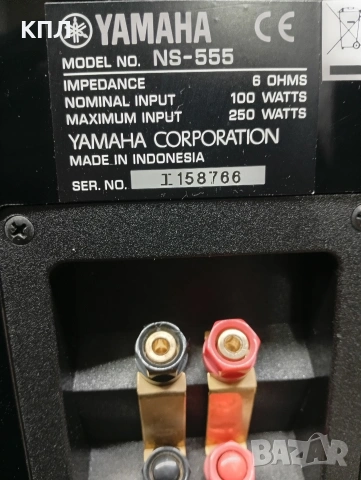 КПЛ
YAMAHA CE
MODEL NO. NS-555
IMPEDANCE 6 OHMS
NOMINAL INPUT 100 WATTS
MAXIMUM INPUT 250 WATTS
YAMAHA CORPORATION
MADE IN INDONESIA
SER. NO. I158766
BAZAR